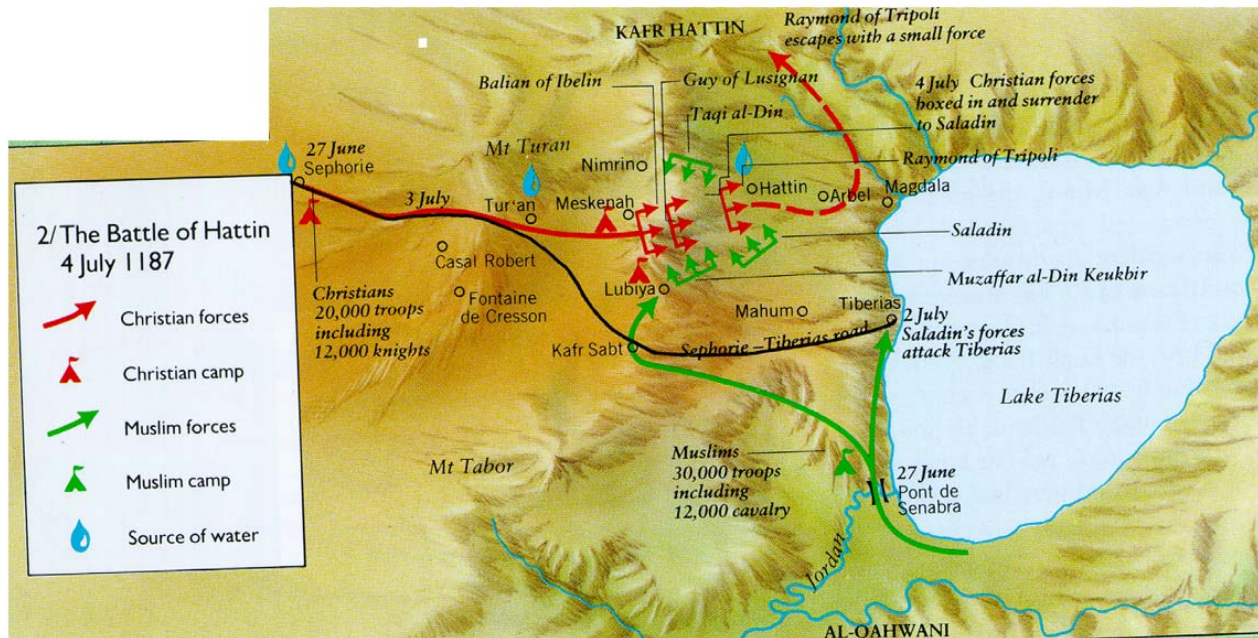 KAFR HATTIN
Raymond of Tripoli
escapes with a small force
Balian of Ibelin
Guy of Lusignan
4 July Christian forces
boxed in and surrender
to Saladin
Taqi al-Din
Raymond of Tripoli
27 June
Sephorie
Mt Turan
Nimrin
Hattin
Arbel
Magdala
3 July
Tur'an
Meskenah
Saladin
Casal Robert
Muzaffar al-Din Keukbir
Lubiya
Christians
20,000 troops
including
12,000 knights
Fontaine
de Cresson
Mahum
Tiberias
2 July
Saladin's forces
attack Tiberias
Kafr Sabt
Sephorie–Tiberias road
Lake Tiberias
Mt Tabor
Muslims
30,000 troops
including
12,000 cavalry
27 June
Pont de
Senabra
Jordan
AL-QAHWANI
2/The Battle of Hattin
4 July 1187
Christian forces
Christian camp
Muslim forces
Muslim camp
Source of water